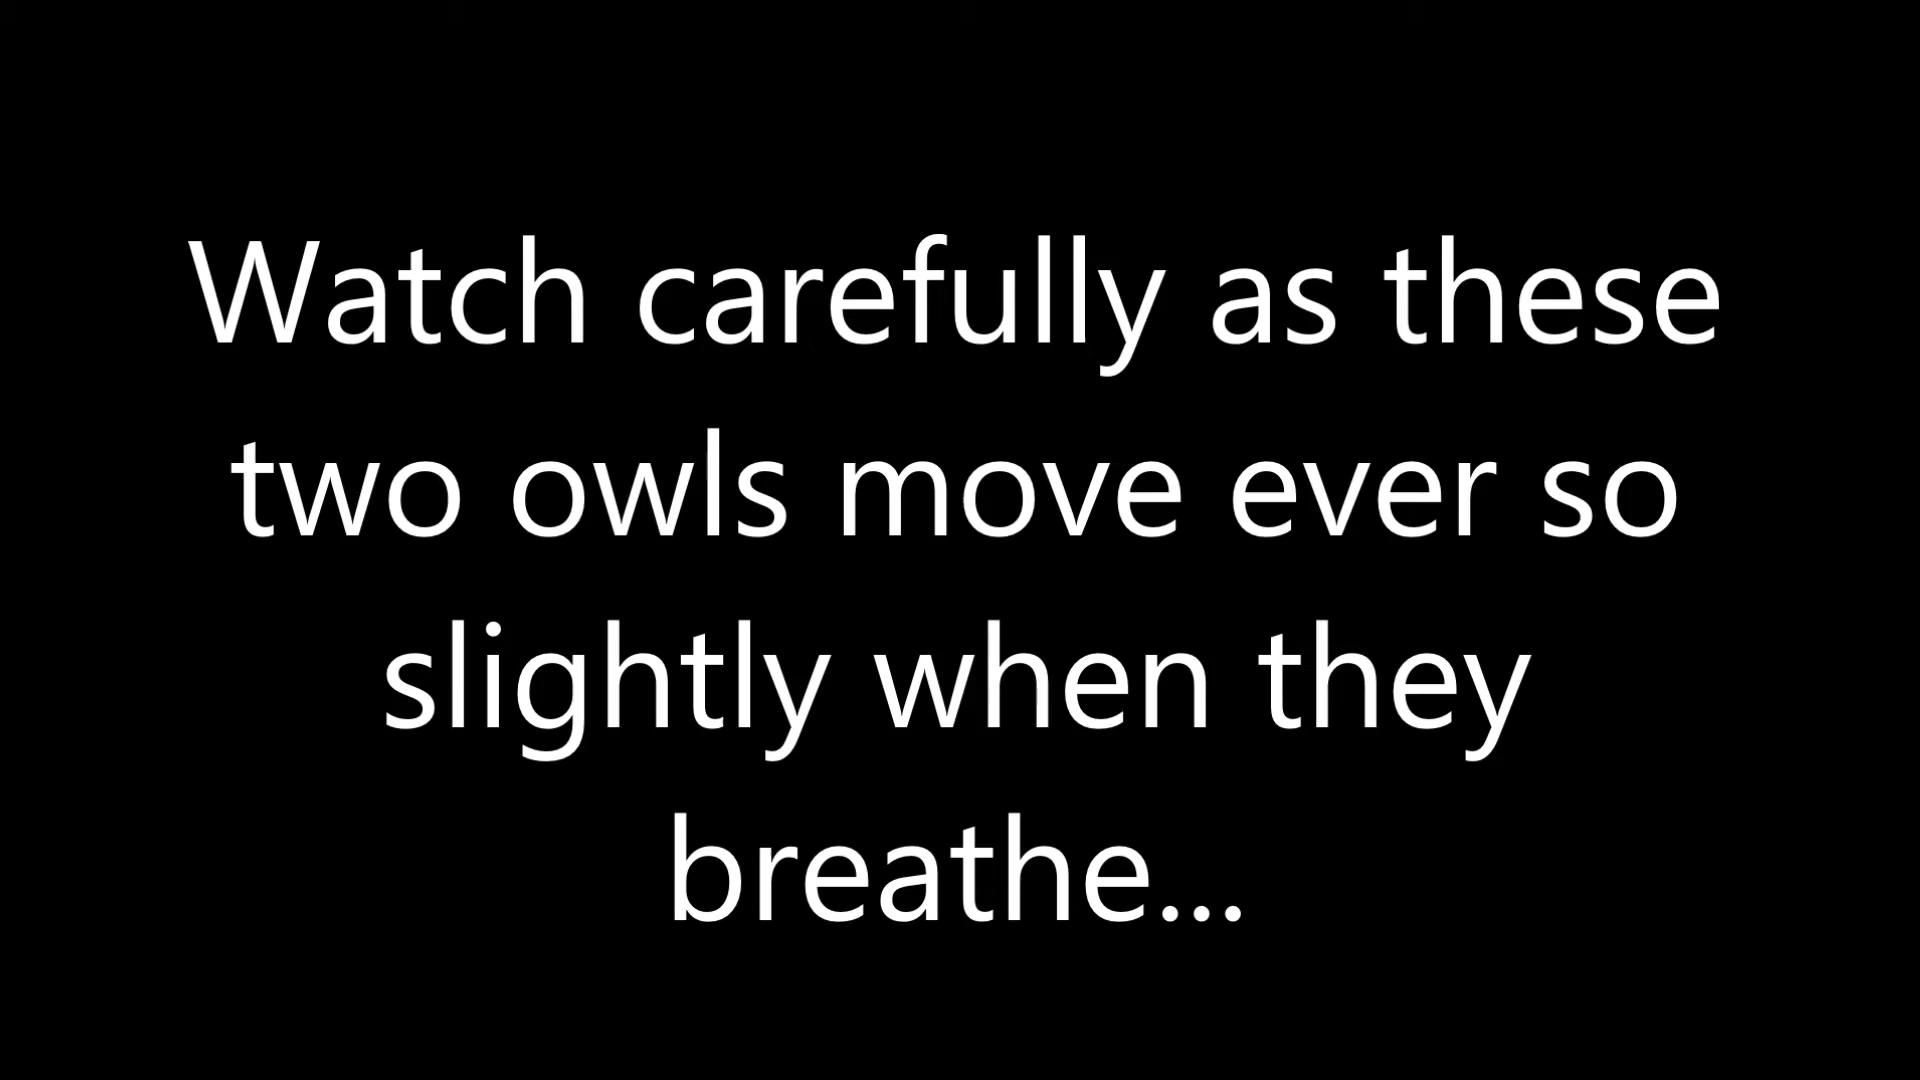 Watch carefully as these
two owls move ever so
slightly when they
breathe...